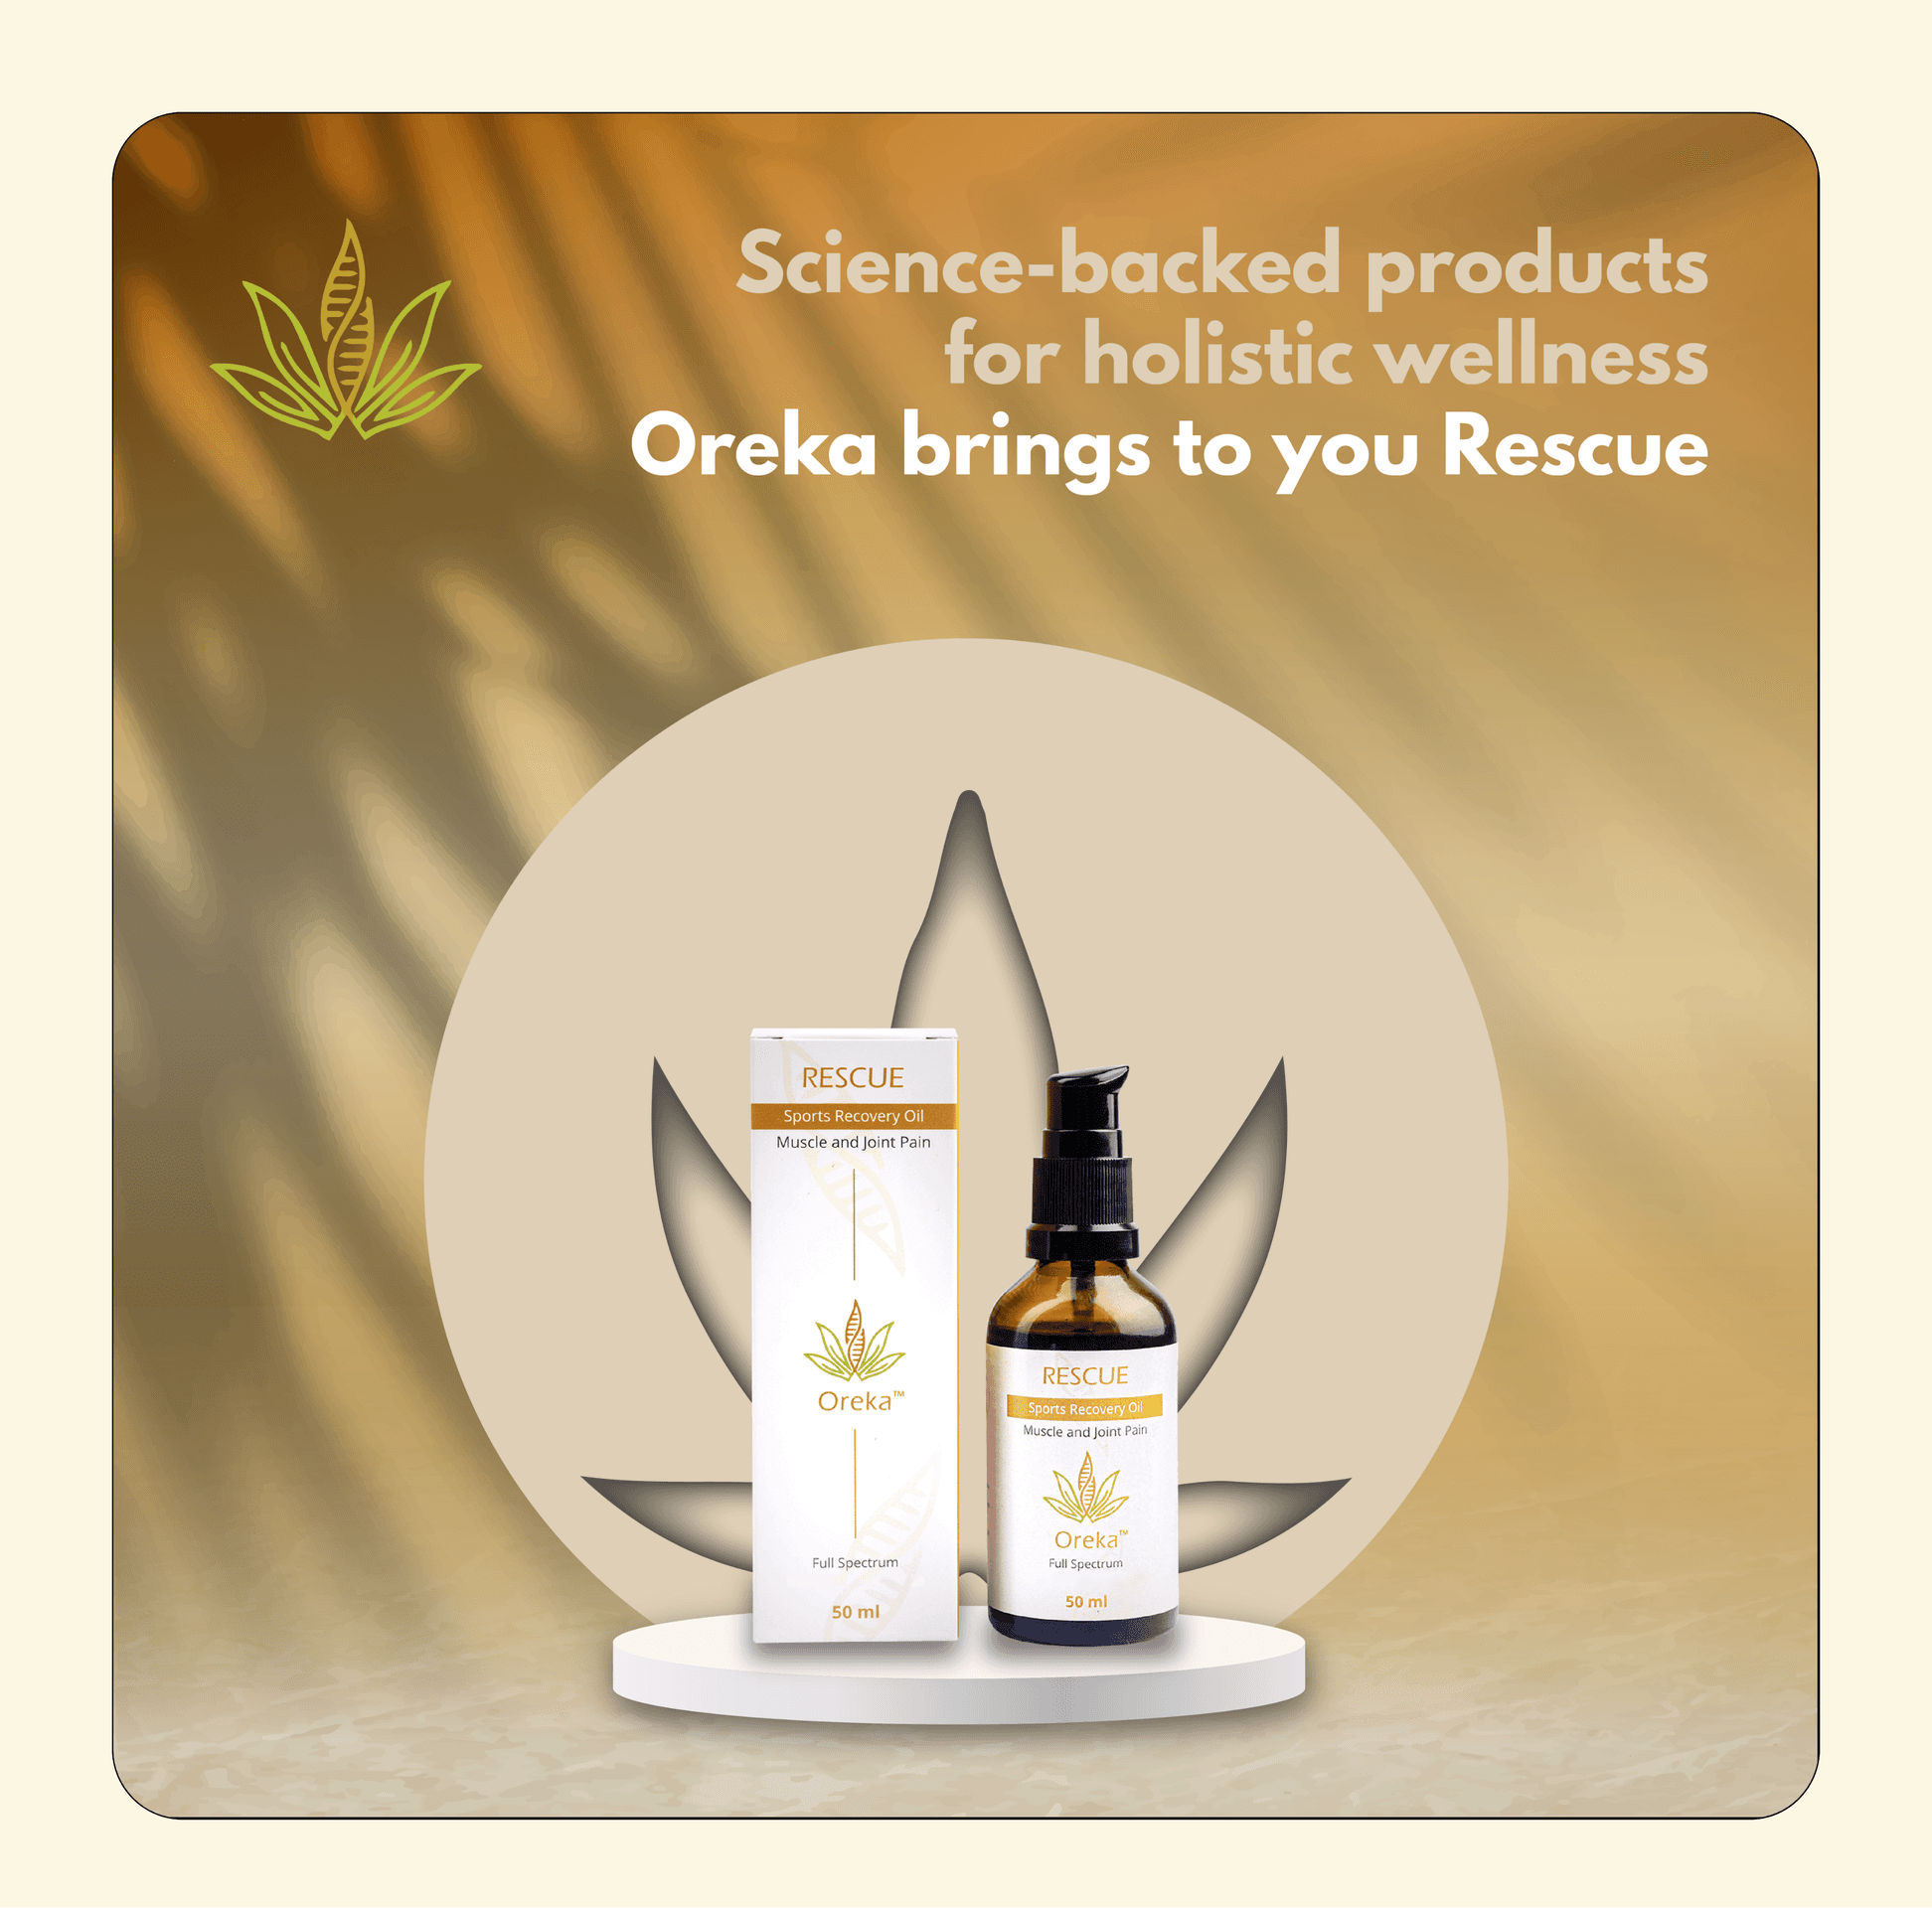 Science-backed products
for holistic wellness
Oreka brings to you Rescue
RESCUE
Sports Recovery Oil
Muscle and Joint Pain
Oreka™
Full Spectrum
50 ml
RESCUE
Sports Recovery Oil
Muscle and Joint Pain
Oreka™
Full Spectrum
50 ml